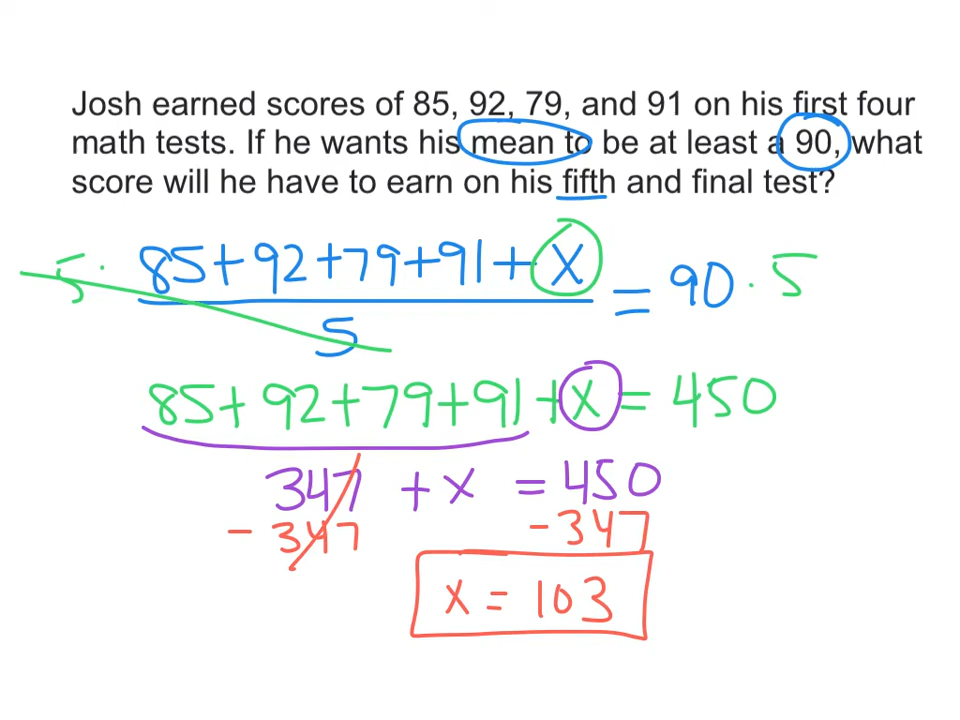 Josh earned scores of 85, 92, 79, and 91 on his first four
math tests. If he wants his mean to be at least a 90, what
score will he have to earn on his fifth and final test?
5 · 85+92+79+91+X = 90 · 5
5
85+92+79+91+X = 450
347 + X = 450
- 347 - 347
X = 103